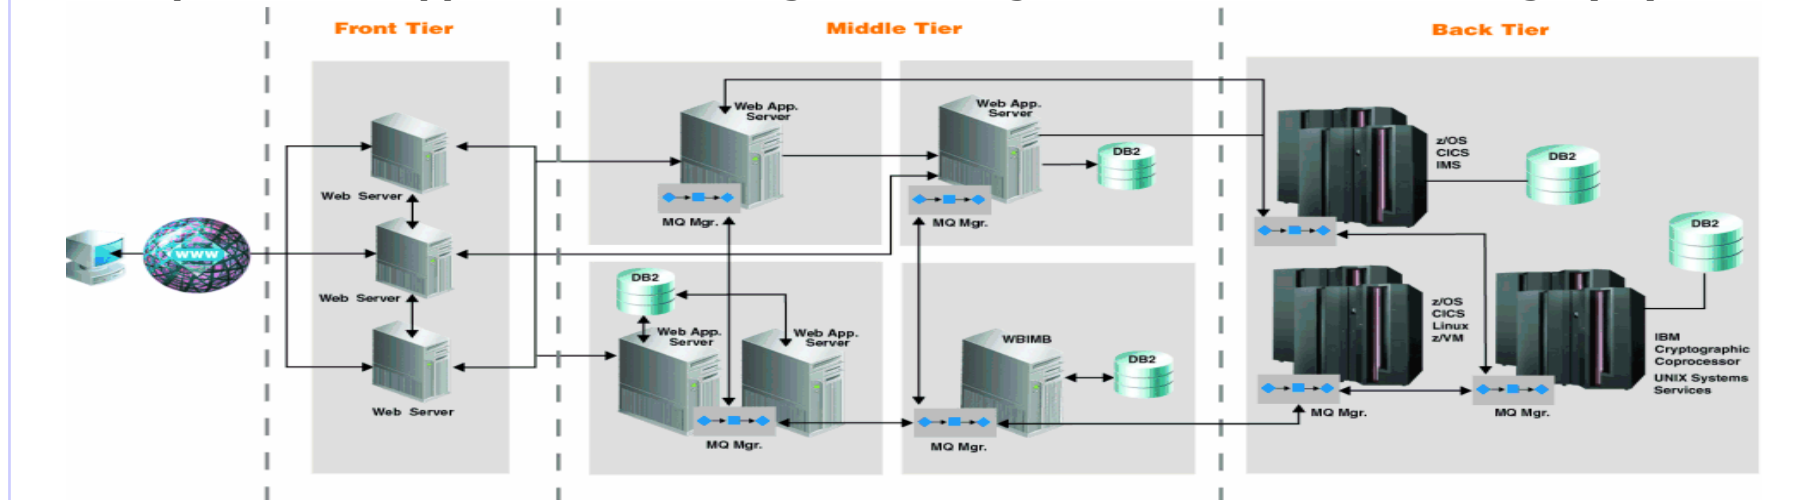 Front Tier
Middle Tier
Back Tier
WWW
Web Server
Web Server
Web Server
Web App.
Server
MQ Mgr.
Web App.
Server
DB2
MQ Mgr.
DB2
Web App.
Server
Web App.
Server
MQ Mgr.
WBIMB
DB2
MQ Mgr.
z/OS
CICS
IMS
DB2
DB2
z/OS
CICS
Linux
z/VM
MQ Mgr.
IBM
Cryptographic
Coprocessor
UNIX Systems
Services
MQ Mgr.